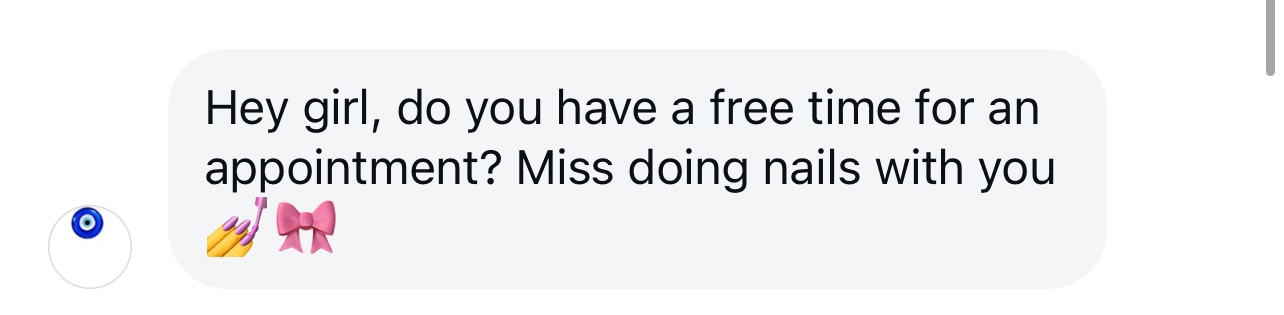 Hey girl, do you have a free time for an
appointment? Miss doing nails with you
💅🎀